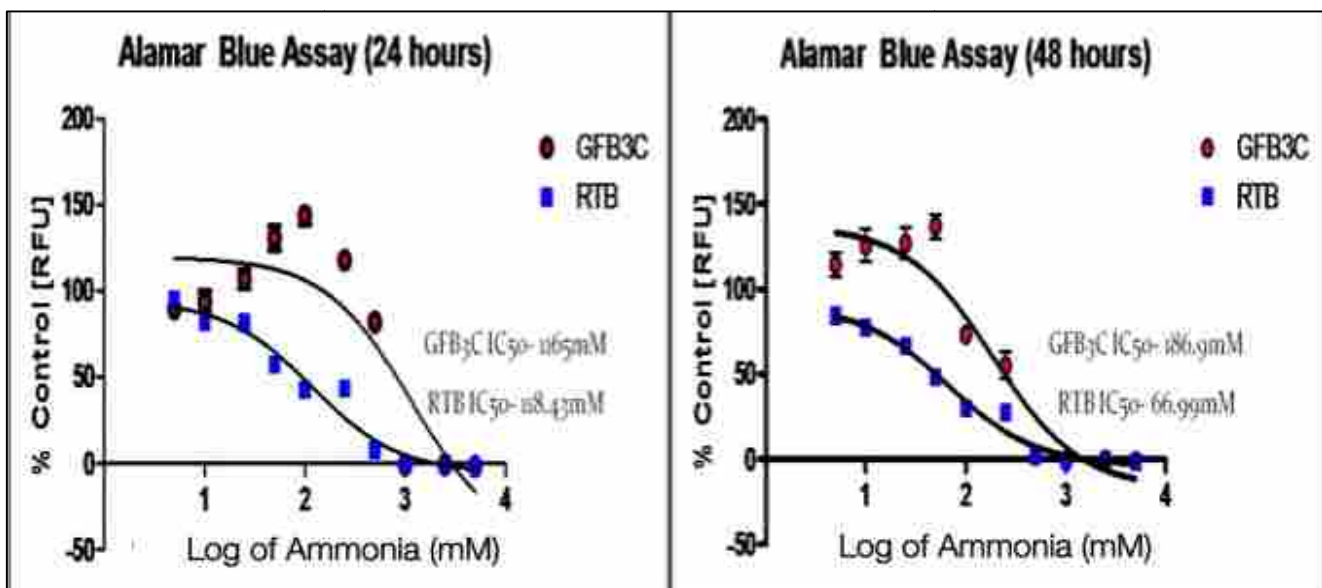 Alamar Blue Assay (24 hours)
200
150
100
50
0
-50
% Control [RFU]
GFB3C
RTB
GFB3C IC50- 1165mM
RTB IC50- 118.43mM
1 2 3 4
Log of Ammonia (mM)
Alamar Blue Assay (48 hours)
200
150
100
50
0
-50
% Control [RFU]
GFB3C
RTB
GFB3C IC50- 186.9mM
RTB IC50- 66.99mM
1 2 3 4
Log of Ammonia (mM)